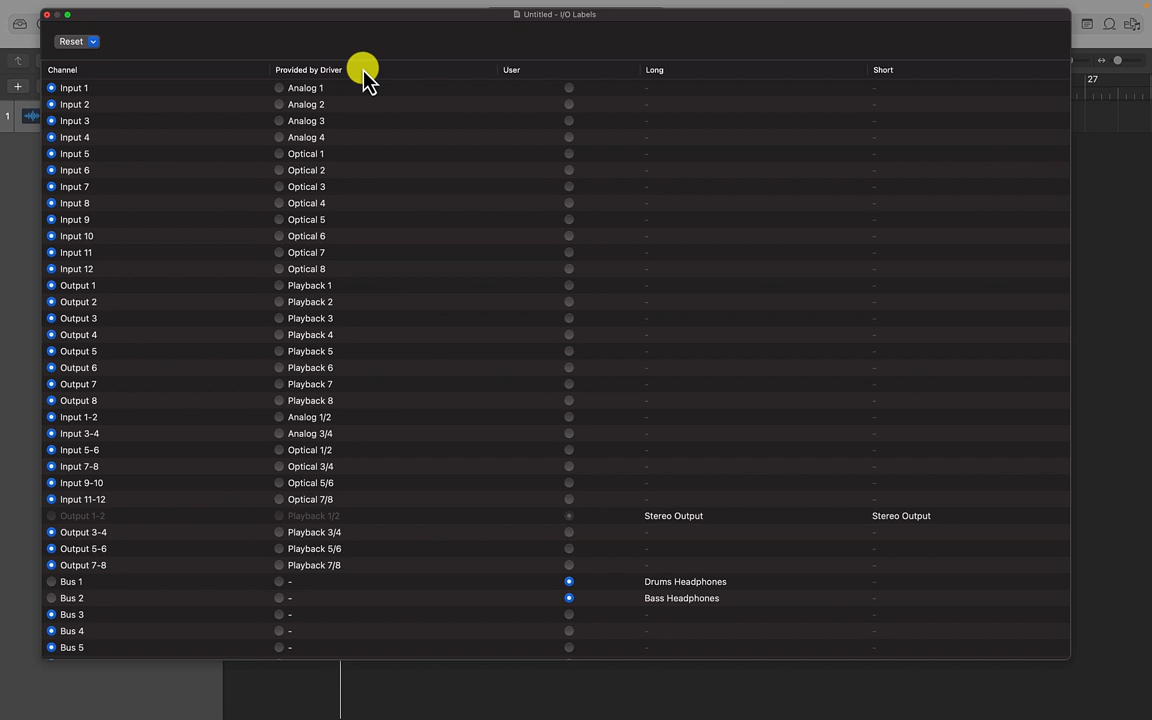 Untitled - I/O Labels
Reset
27
Channel Provided by Driver User Long Short
Input 1 Analog 1 - -
1
Input 2 Analog 2 - -
Input 3 Analog 3 - -
Input 4 Analog 4 - -
Input 5 Optical 1 - -
Input 6 Optical 2 - -
Input 7 Optical 3 - -
Input 8 Optical 4 - -
Input 9 Optical 5 - -
Input 10 Optical 6 - -
Input 11 Optical 7 - -
Input 12 Optical 8 - -
Output 1 Playback 1 - -
Output 2 Playback 2 - -
Output 3 Playback 3 - -
Output 4 Playback 4 - -
Output 5 Playback 5 - -
Output 6 Playback 6 - -
Output 7 Playback 7 - -
Output 8 Playback 8 - -
Input 1-2 Analog 1/2 - -
Input 3-4 Analog 3/4 - -
Input 5-6 Optical 1/2 - -
Input 7-8 Optical 3/4 - -
Input 9-10 Optical 5/6 - -
Input 11-12 Optical 7/8 - -
Output 1-2 Playback 1/2 Stereo Output Stereo Output
Output 3-4 Playback 3/4 - -
Output 5-6 Playback 5/6 - -
Output 7-8 Playback 7/8 - -
Bus 1 - Drums Headphones -
Bus 2 - Bass Headphones -
Bus 3 - - -
Bus 4 - - -
Bus 5 - - -